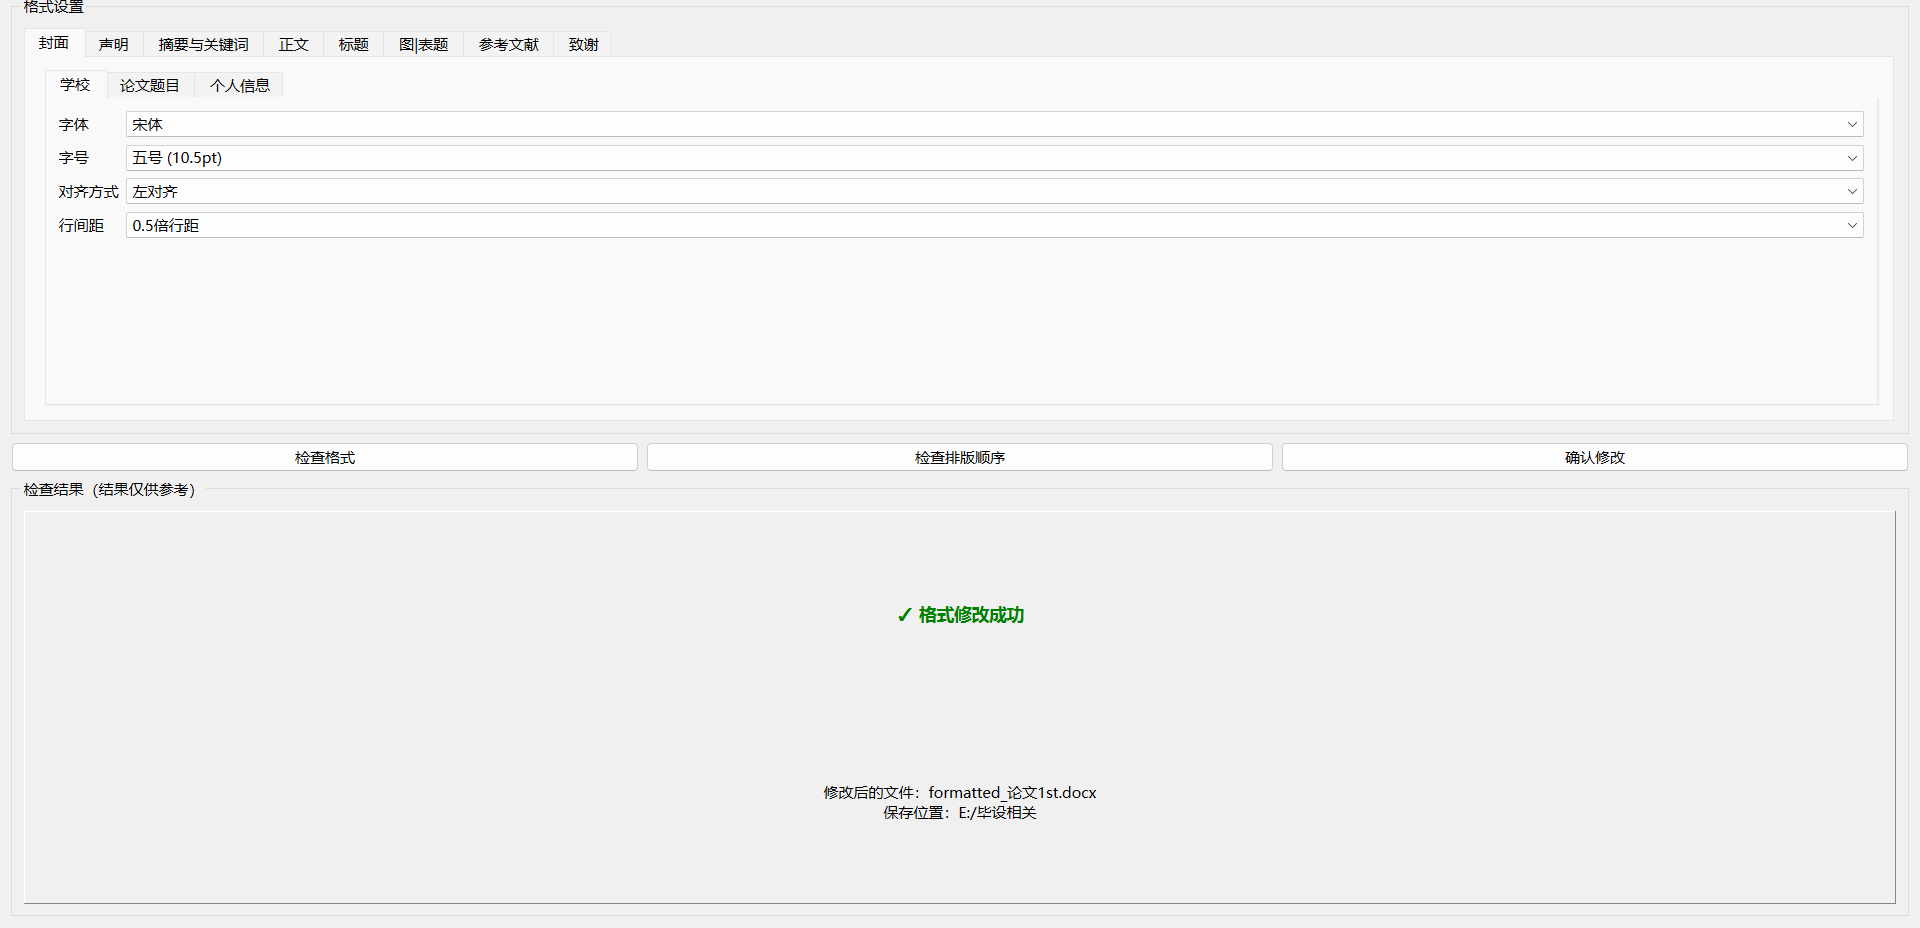 格式设置
封面 声明 摘要与关键词 正文 标题 图|表题 参考文献 致谢
学校 论文题目 个人信息
字体 宋体
字号 五号 (10.5pt)
对齐方式 左对齐
行间距 0.5倍行距
检查格式 检查排版顺序 确认修改
检查结果（结果仅供参考）
✓ 格式修改成功
修改后的文件：formatted_论文1st.docx
保存位置：E:/毕设相关